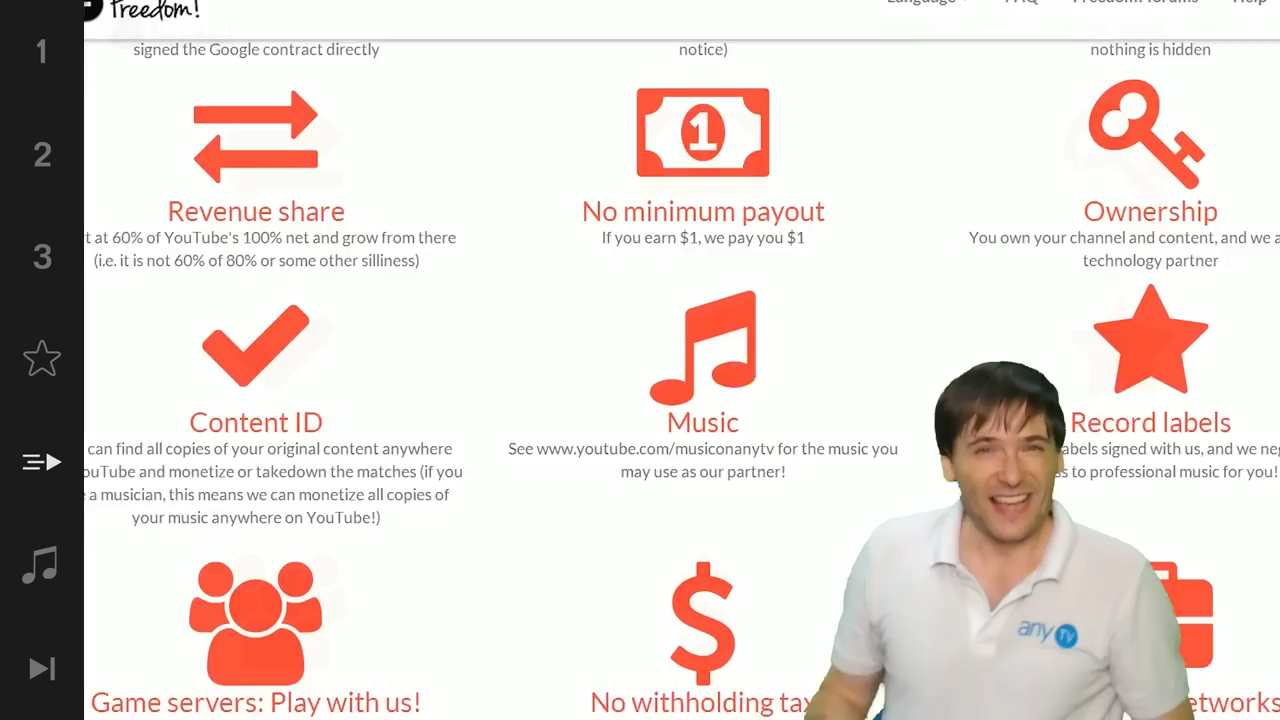 Freedom!
Language
FAQ
Freedom! forums
Help
signed the Google contract directly
notice)
nothing is hidden
1
2
3
Revenue share
at 60% of YouTube's 100% net and grow from there
(i.e. it is not 60% of 80% or some other silliness)
No minimum payout
If you earn $1, we pay you $1
Ownership
You own your channel and content, and we a
technology partner
Content ID
can find all copies of your original content anywhere
ouTube and monetize or takedown the matches (if you
a musician, this means we can monetize all copies of
your music anywhere on YouTube!)
Music
See www.youtube.com/musiconanytv for the music you
may use as our partner!
Record labels
abels signed with us, and we neg
to professional music for you!
Game servers: Play with us!
No withholding tax
etworks
any TV